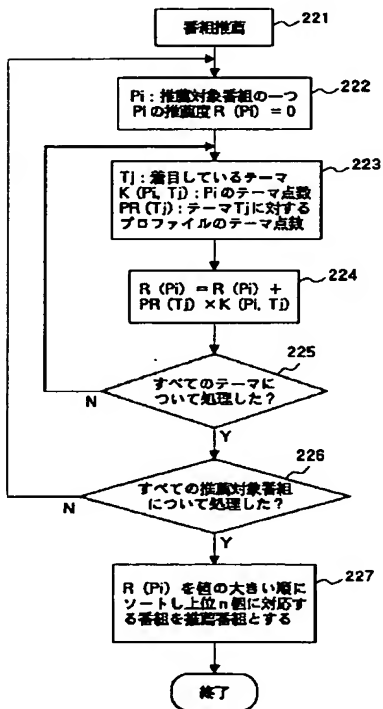 番組推薦
221
Pi:推薦対象番組の一つ
Piの推薦度R(Pi)=0
222
Tj:着目しているテーマ
K(Pi, Tj):Piのテーマ点数
PR(Tj):テーマTjに対する
プロファイルのテーマ点数
223
R(Pi)=R(Pi)+
PR(Tj)×K(Pi, Tj)
224
すべてのテーマに
ついて処理した?
225
N
Y
すべての推薦対象番組
について処理した?
226
N
Y
R(Pi)を値の大きい順に
ソートし上位n個に対応す
る番組を推薦番組とする
227
終了